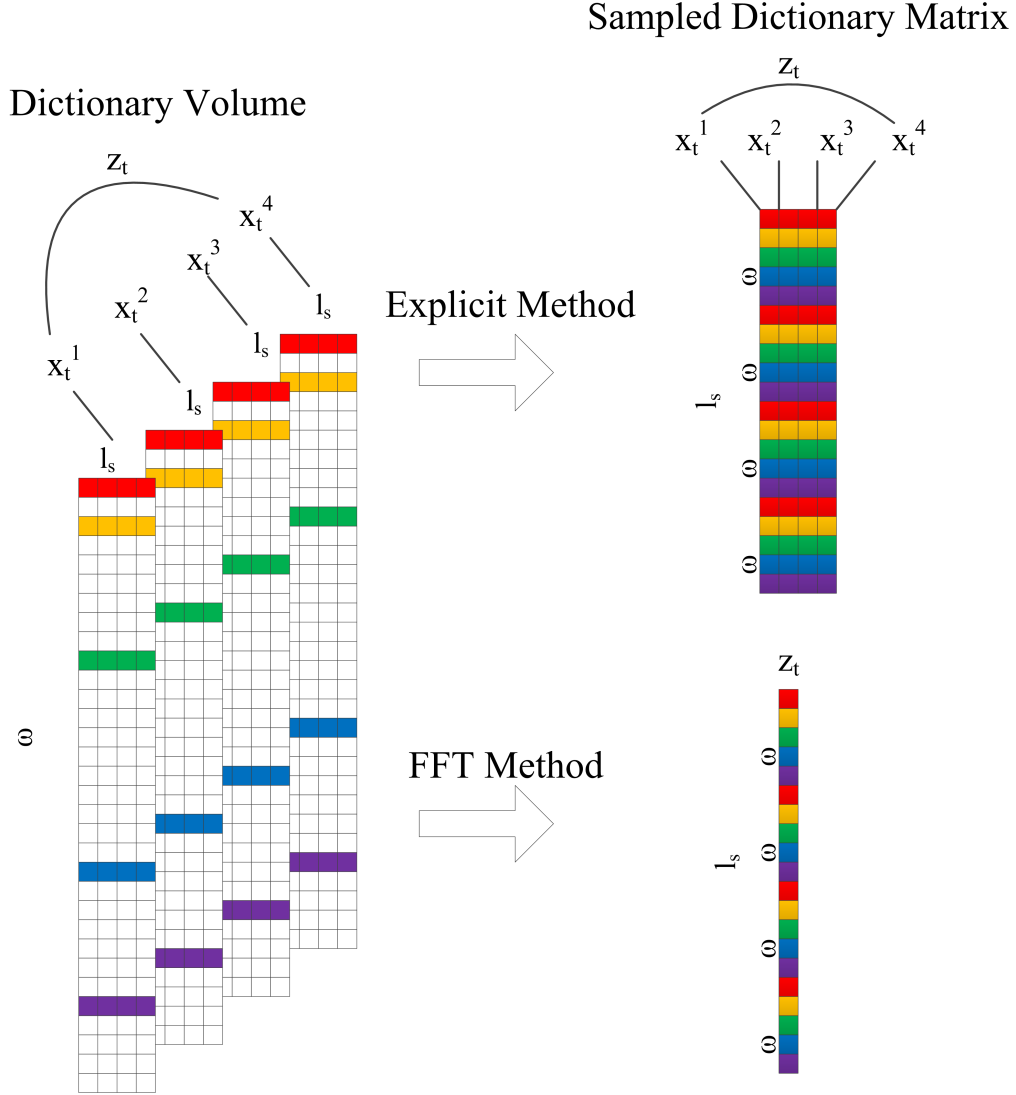 Sampled Dictionary Matrix
z_t
x_t^1 x_t^2 x_t^3 x_t^4
ω
ω
l_s
ω
ω
Dictionary Volume
z_t
x_t^4
x_t^3
x_t^2
x_t^1
l_s
l_s
l_s
l_s
ω
Explicit Method
FFT Method
z_t
ω
ω
l_s
ω
ω